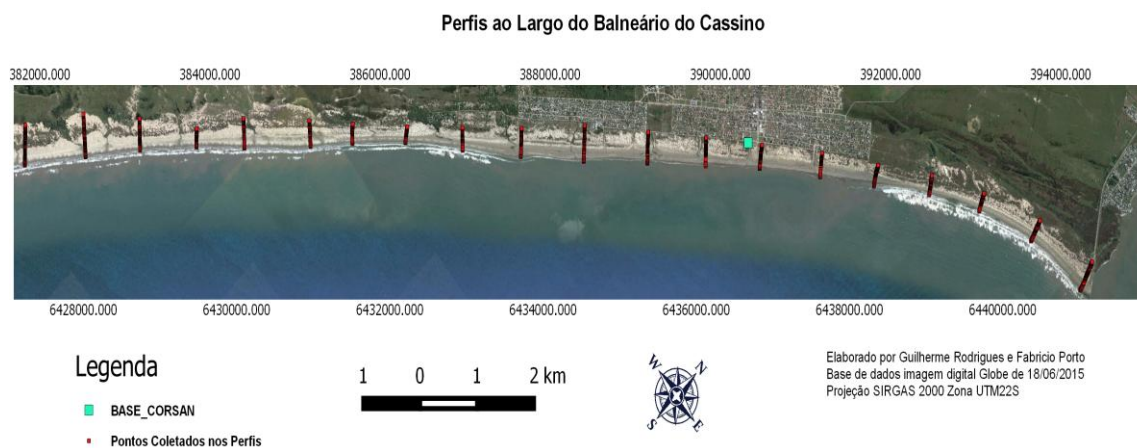 Perfis ao Largo do Balneário do Cassino
382000.000 384000.000 386000.000 388000.000 390000.000 392000.000 394000.000
6428000.000 6430000.000 6432000.000 6434000.000 6436000.000 6438000.000 6440000.000
Legenda
BASE_CORSAN
Pontos Coletados nos Perfis
1 0 1 2 km
W N
S E
Elaborado por Guilherme Rodrigues e Fabricio Porto
Base de dados imagem digital Globe de 18/06/2015
Projeção SIRGAS 2000 Zona UTM22S